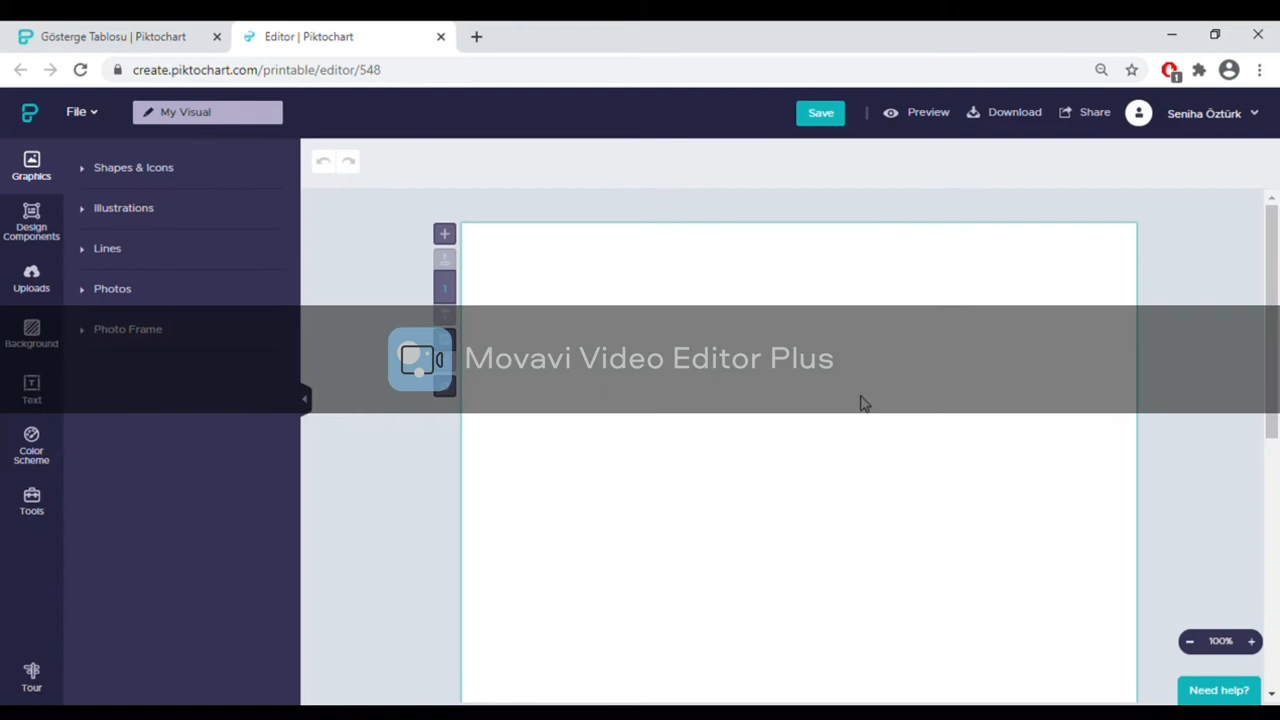 Gösterge Tablosu | Piktochart
Editor | Piktochart
create.piktochart.com/printable/editor/548
1
File
My Visual
Save
Preview
Download
Share
Seniha Öztürk
Graphics
Design
Components
Uploads
Background
Text
Color
Scheme
Tools
Tour
Shapes & Icons
Illustrations
Lines
Photos
Photo Frame
1
Movavi Video Editor Plus
100%
Need help?